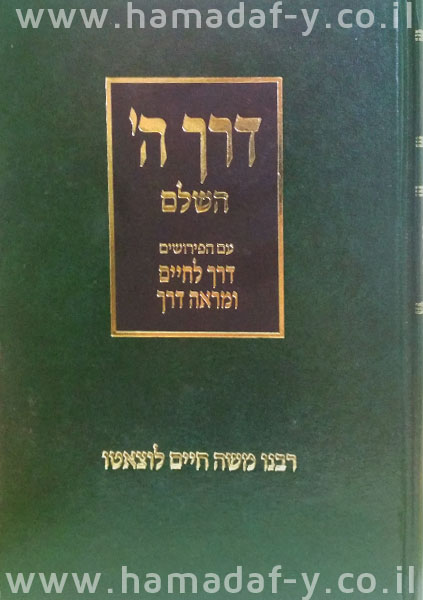 www.hamadaf-y.co.il
דרך ה'
השלם
עם הפירושים
דרך לחיים
ומראה דרך
רבנו משה חיים לוצאטו
www.hamadaf-y.co.il